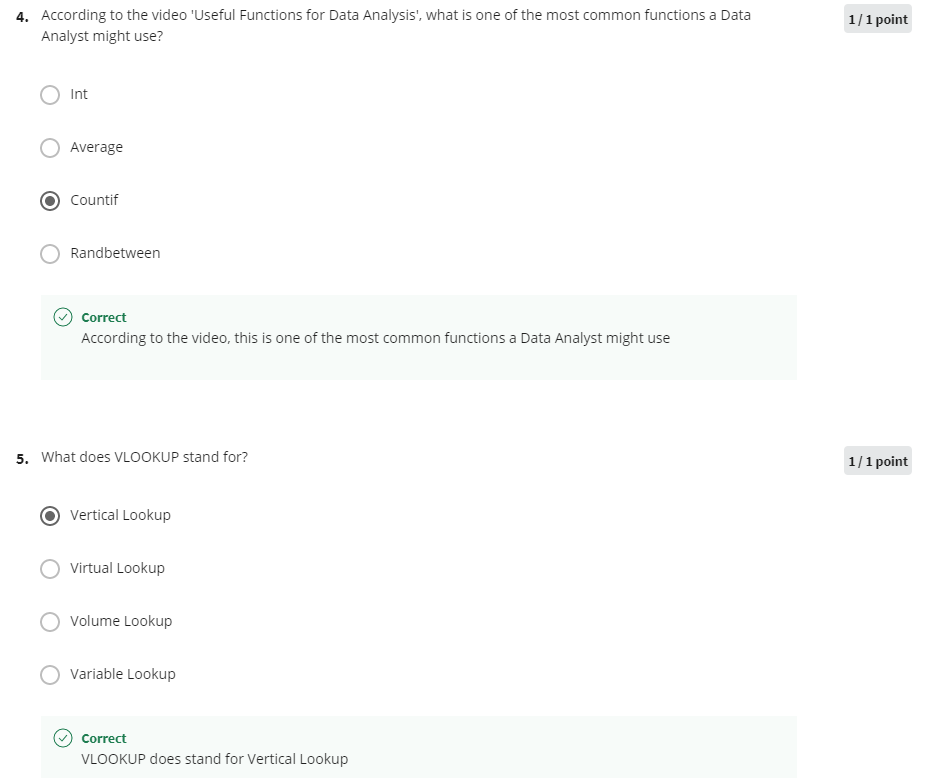 4. According to the video 'Useful Functions for Data Analysis', what is one of the most common functions a Data
Analyst might use?
1 / 1 point
Int
Average
Countif
Randbetween
Correct
According to the video, this is one of the most common functions a Data Analyst might use
5. What does VLOOKUP stand for?
1 / 1 point
Vertical Lookup
Virtual Lookup
Volume Lookup
Variable Lookup
Correct
VLOOKUP does stand for Vertical Lookup